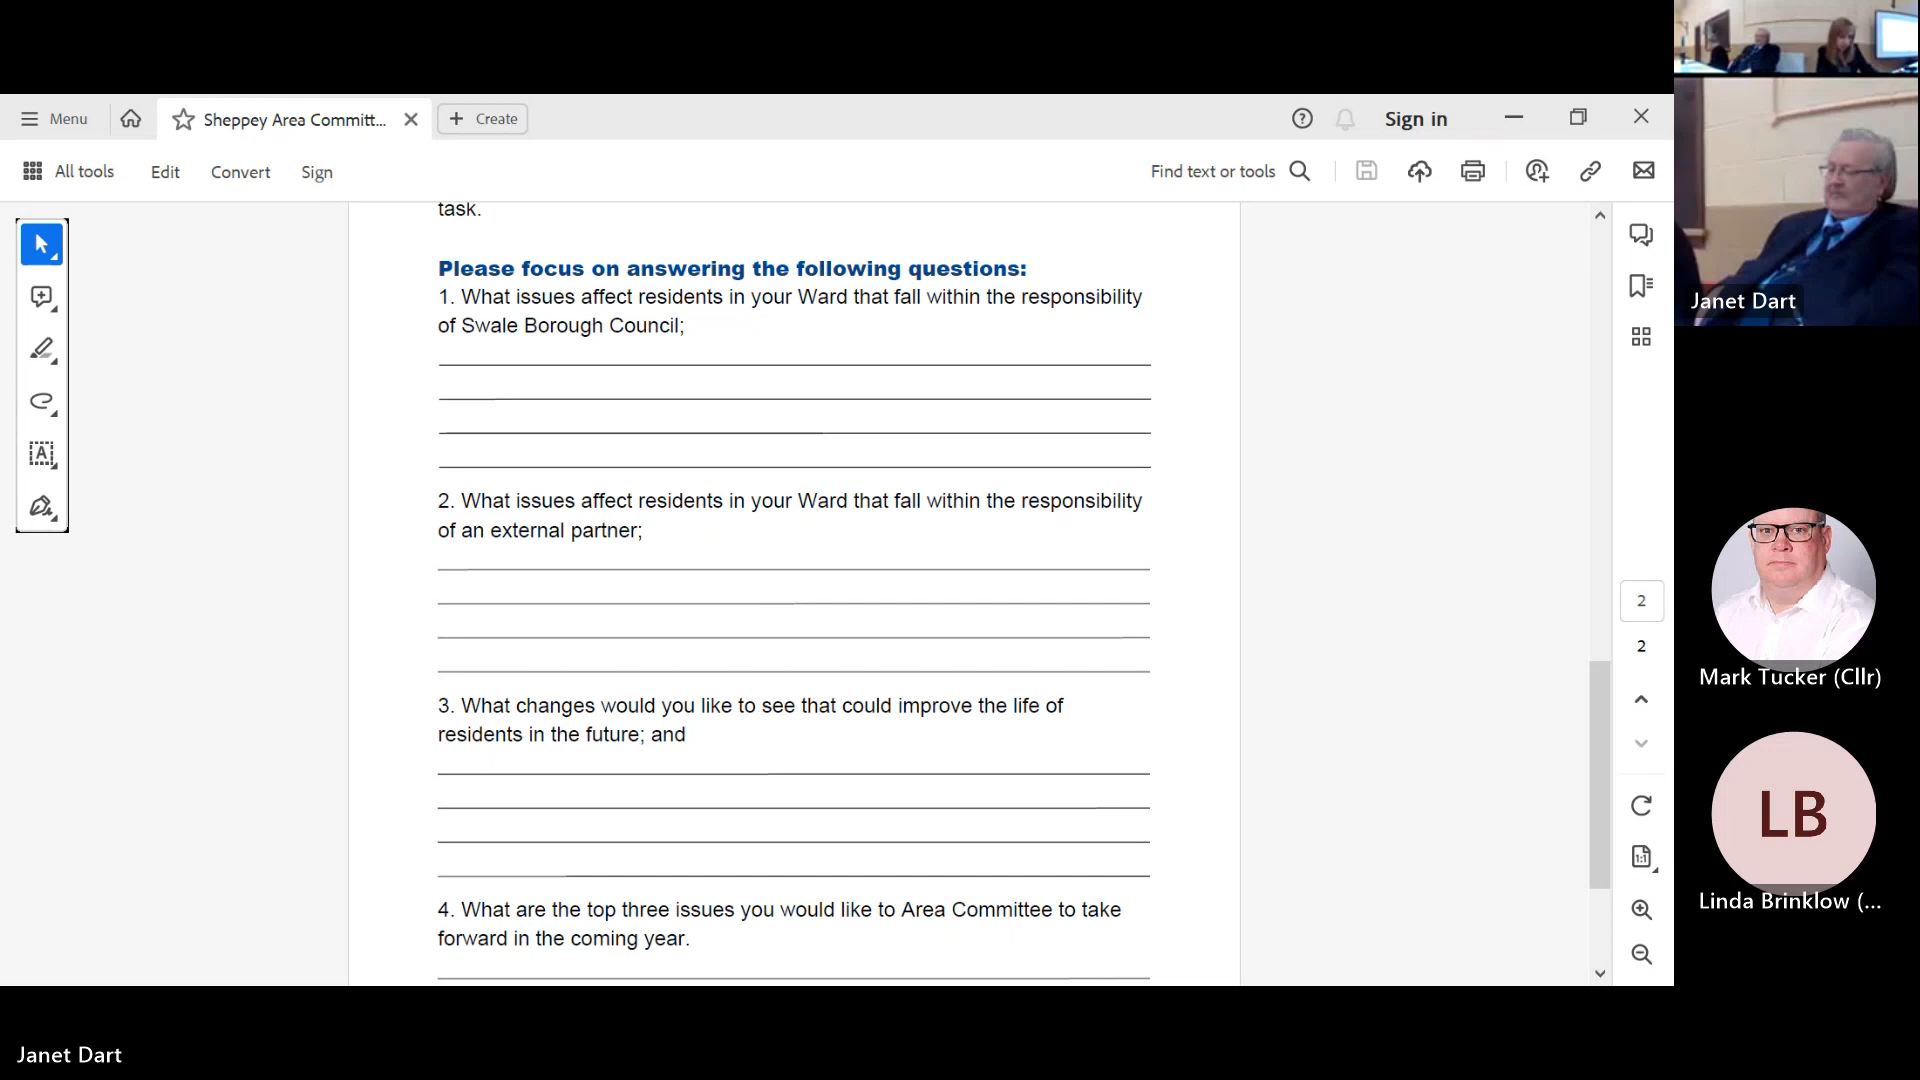 Menu
Sheppey Area Committ...
Create
Sign in
All tools
Edit
Convert
Sign
Find text or tools
task.
Please focus on answering the following questions:
1. What issues affect residents in your Ward that fall within the responsibility
of Swale Borough Council;
2. What issues affect residents in your Ward that fall within the responsibility
of an external partner;
3. What changes would you like to see that could improve the life of
residents in the future; and
4. What are the top three issues you would like to Area Committee to take
forward in the coming year.
2
2
Janet Dart
Mark Tucker (Cllr)
LB
Linda Brinklow (...
Janet Dart